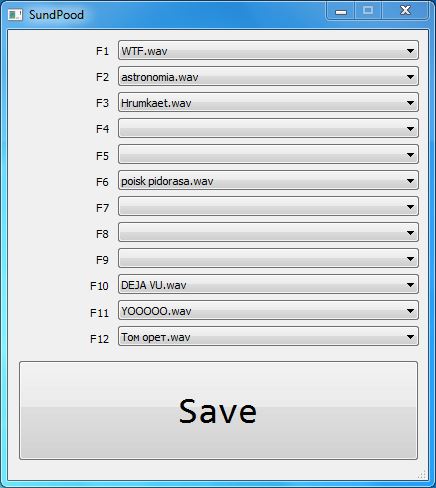 SundPood
F1 WTF.wav
F2 astronomia.wav
F3 Hrumkaet.wav
F4
F5
F6 poisk pidorasa.wav
F7
F8
F9
F10 DEJA VU.wav
F11 YOOOOO.wav
F12 Том орет.wav
Save